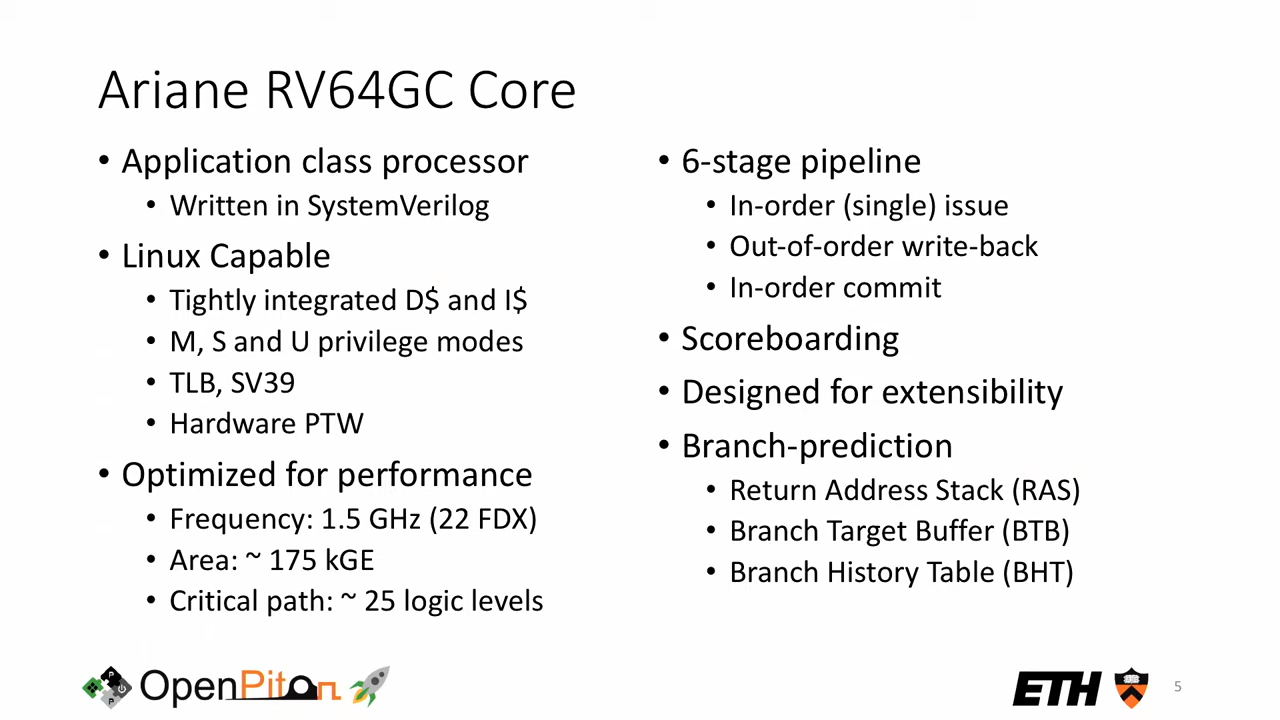 Ariane RV64GC Core
• Application class processor
• Written in SystemVerilog
• Linux Capable
• Tightly integrated D$ and I$
• M, S and U privilege modes
• TLB, SV39
• Hardware PTW
• Optimized for performance
• Frequency: 1.5 GHz (22 FDX)
• Area: ~ 175 kGE
• Critical path: ~ 25 logic levels
• 6-stage pipeline
• In-order (single) issue
• Out-of-order write-back
• In-order commit
• Scoreboarding
• Designed for extensibility
• Branch-prediction
• Return Address Stack (RAS)
• Branch Target Buffer (BTB)
• Branch History Table (BHT)
OpenPiton
ETH
5